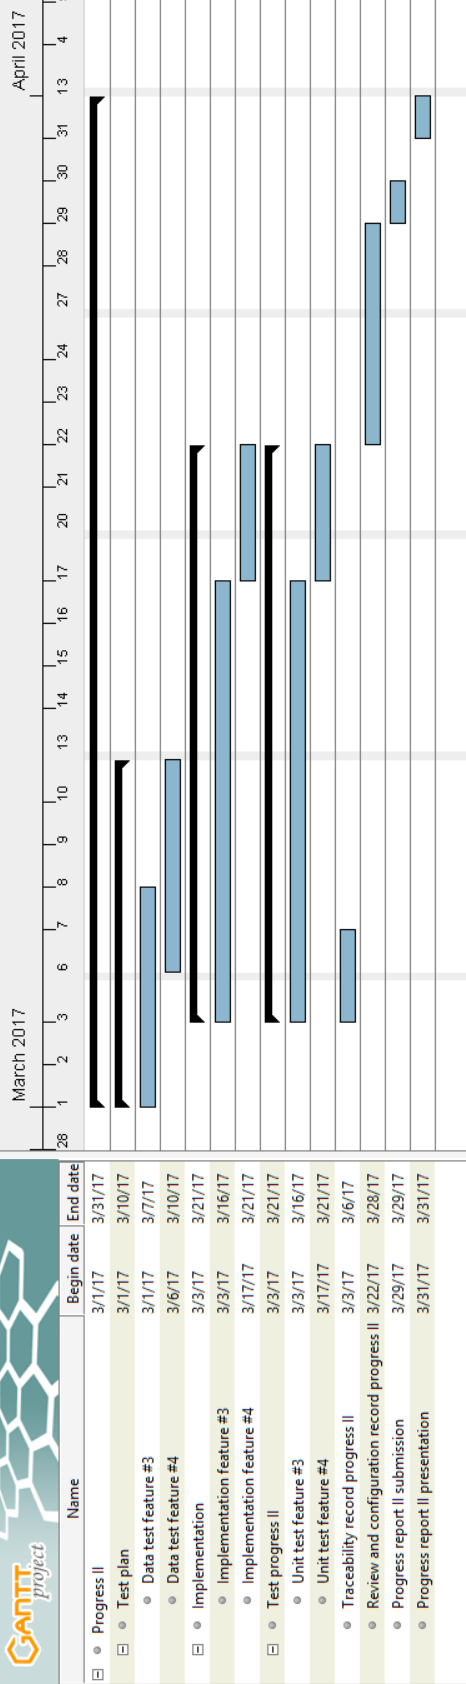 GANTT
project
Name Begin date End date
Progress II 3/1/17 3/31/17
Test plan 3/1/17 3/10/17
Data test feature #3 3/1/17 3/7/17
Data test feature #4 3/6/17 3/10/17
Implementation 3/3/17 3/21/17
Implementation feature #3 3/3/17 3/16/17
Implementation feature #4 3/17/17 3/21/17
Test progress II 3/3/17 3/21/17
Unit test feature #3 3/3/17 3/16/17
Unit test feature #4 3/17/17 3/21/17
Traceability record progress II 3/3/17 3/6/17
Review and configuration record progress II 3/22/17 3/28/17
Progress report II submission 3/29/17 3/29/17
Progress report II presentation 3/31/17 3/31/17
March 2017 April 2017
28 1 2 3 6 7 8 9 10 13 14 15 16 17 20 21 22 23 24 27 28 29 30 31 13 4